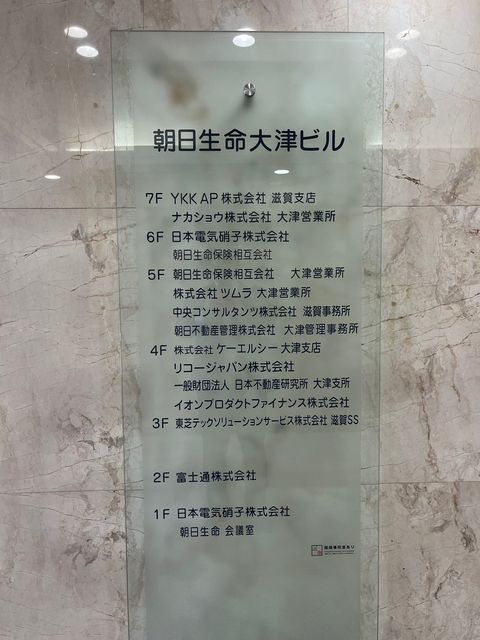 朝日生命大津ビル
7F YKK AP 株式会社 滋賀支店
ナカショウ株式会社 大津営業所
6F 日本電気硝子株式会社
朝日生命保険相互会社
5F 朝日生命保険相互会社 大津営業所
株式会社 ツムラ 大津営業所
中央コンサルタンツ株式会社 滋賀事務所
朝日不動産管理株式会社 大津管理事務所
4F 株式会社 ケーエルシー 大津支店
リコージャパン株式会社
一般財団法人 日本不動産研究所 大津支所
イオンプロダクトファイナンス株式会社
3F 東芝テックソリューションサービス株式会社 滋賀SS
2F 富士通株式会社
1F 日本電気硝子株式会社
朝日生命 会議室